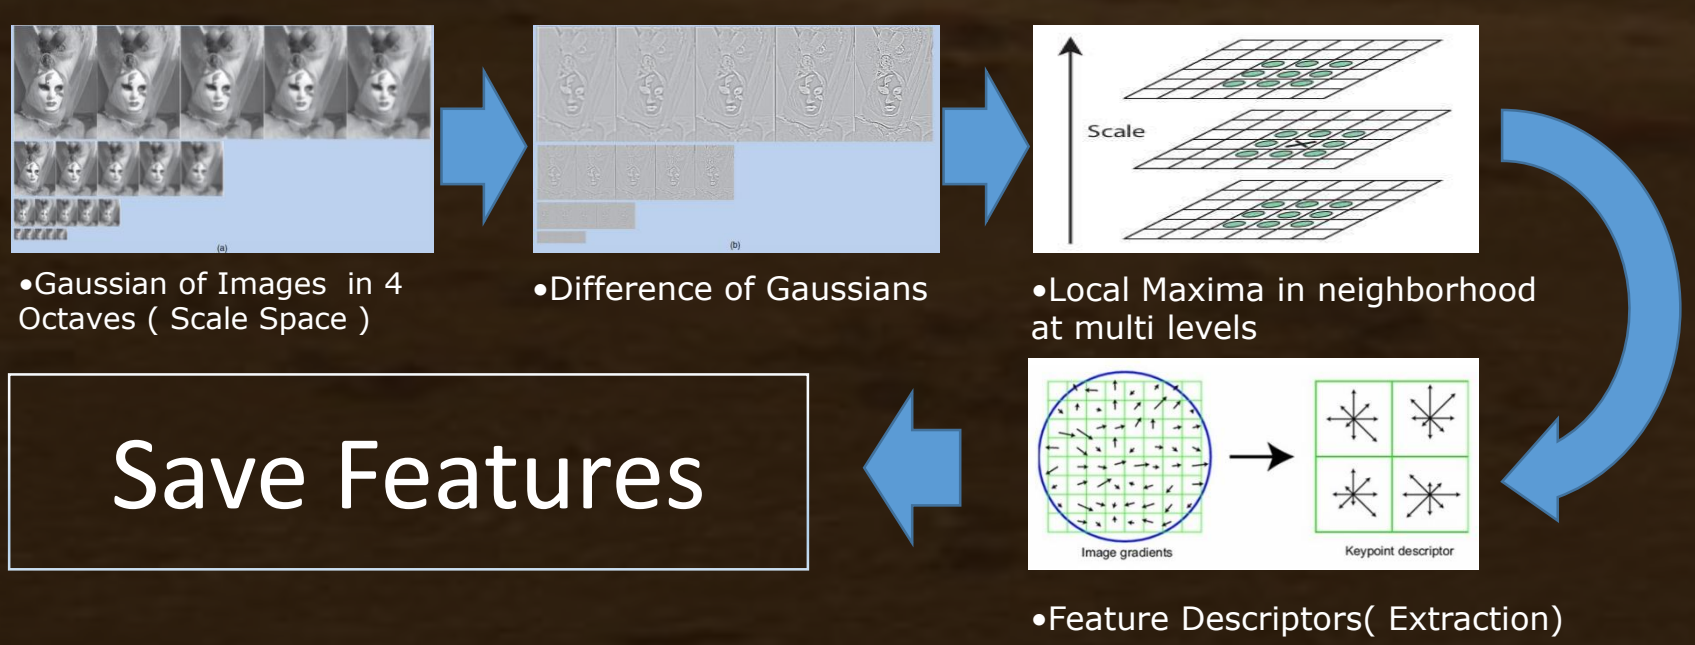 (a)
(b)
Scale
•Gaussian of Images in 4
Octaves ( Scale Space )
•Difference of Gaussians
•Local Maxima in neighborhood
at multi levels
Save Features
Image gradients
Keypoint descriptor
•Feature Descriptors( Extraction)